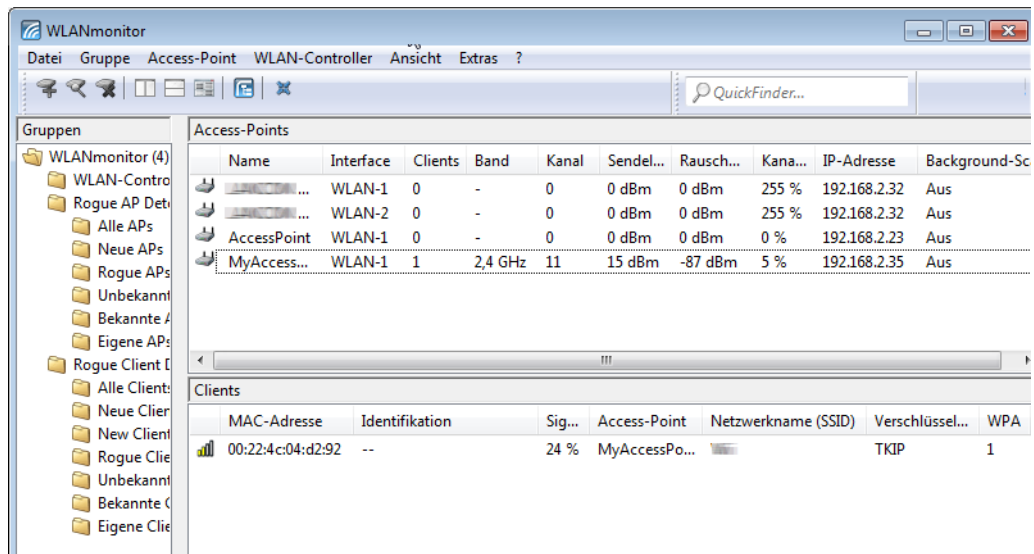 WLANmonitor
Datei Gruppe Access-Point WLAN-Controller Ansicht Extras ?
QuickFinder...
Gruppen
WLANmonitor (4)
WLAN-Contro
Rogue AP Det
Alle APs
Neue APs
Rogue APs
Unbekannt
Bekannte A
Eigene APs
Rogue Client D
Alle Clients
Neue Clien
New Client
Rogue Clie
Unbekannt
Bekannte C
Eigene Clie
Access-Points
Name Interface Clients Band Kanal Sendel... Rausch... Kana... IP-Adresse Background-Sc
... WLAN-1 0 - 0 0 dBm 0 dBm 255 % 192.168.2.32 Aus
... WLAN-2 0 - 0 0 dBm 0 dBm 255 % 192.168.2.32 Aus
AccessPoint WLAN-1 0 - 0 0 dBm 0 dBm 0 % 192.168.2.23 Aus
MyAccess... WLAN-1 1 2,4 GHz 11 15 dBm -87 dBm 5 % 192.168.2.35 Aus
Clients
MAC-Adresse Identifikation Sig... Access-Point Netzwerkname (SSID) Verschlüssel... WPA
00:22:4c:04:d2:92 -- 24 % MyAccessPo... TKIP 1